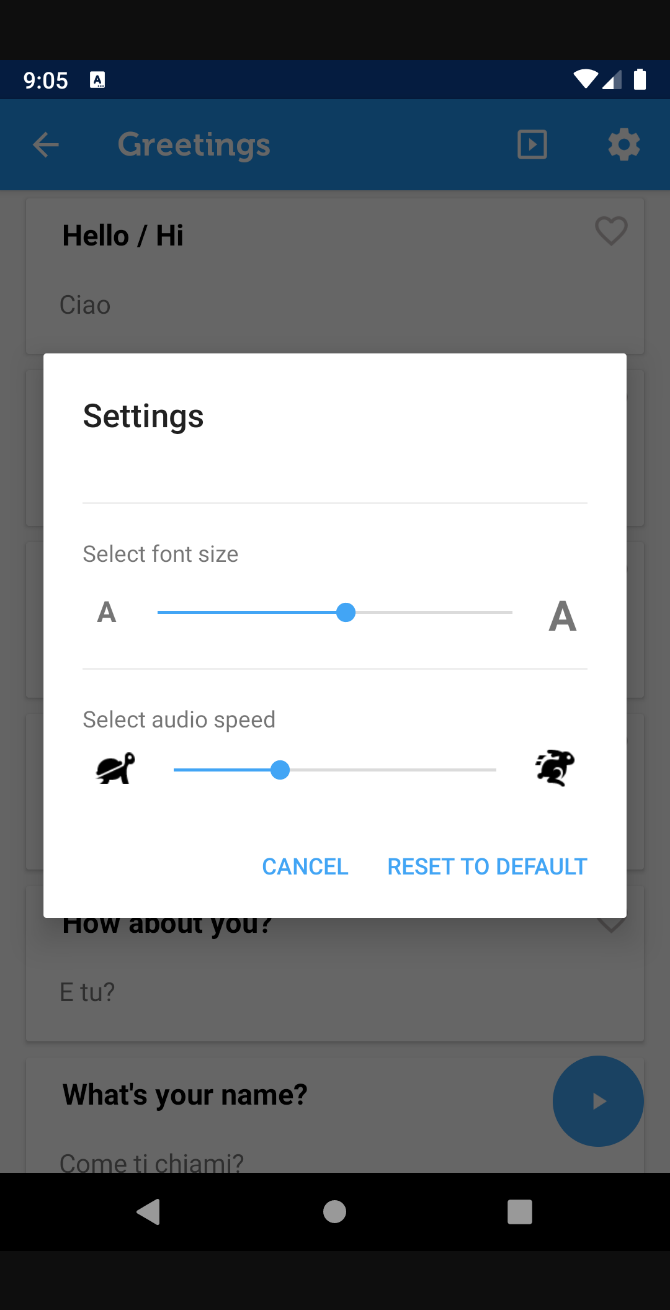 9:05
Greetings
Hello / Hi
Ciao
Settings
Select font size
A A
Select audio speed
CANCEL RESET TO DEFAULT
How about you?
E tu?
What's your name?
Come ti chiami?